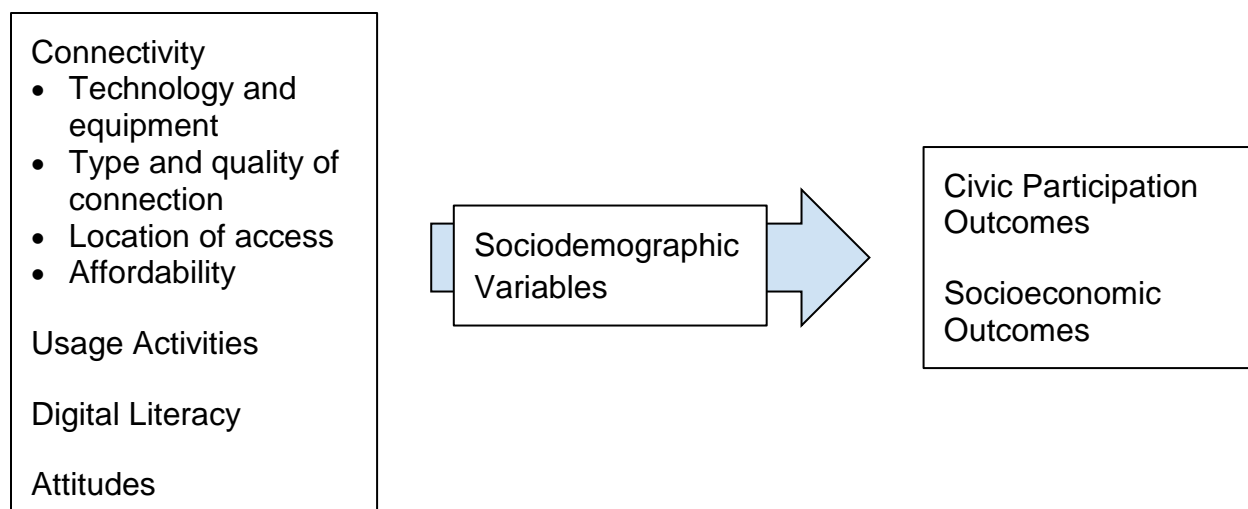 Connectivity
• Technology and
equipment
• Type and quality of
connection
• Location of access
• Affordability
Usage Activities
Digital Literacy
Attitudes
Sociodemographic
Variables
Civic Participation
Outcomes
Socioeconomic
Outcomes